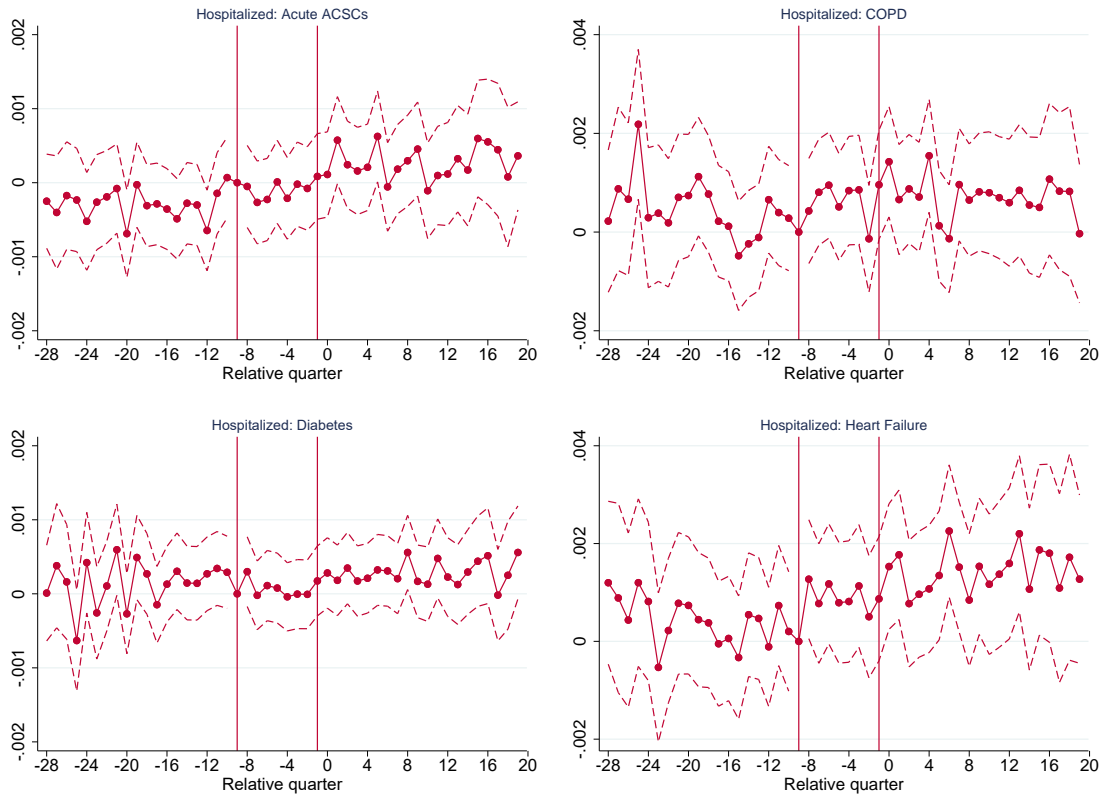 Hospitalized: Acute ACSCs
.002
.001
0
-.001
-.002
-28 -24 -20 -16 -12 -8 -4 0 4 8 12 16 20
Relative quarter
Hospitalized: COPD
.004
.002
0
-.002
-28 -24 -20 -16 -12 -8 -4 0 4 8 12 16 20
Relative quarter
Hospitalized: Diabetes
.002
.001
0
-.001
-.002
-28 -24 -20 -16 -12 -8 -4 0 4 8 12 16 20
Relative quarter
Hospitalized: Heart Failure
.004
.002
0
-.002
-28 -24 -20 -16 -12 -8 -4 0 4 8 12 16 20
Relative quarter